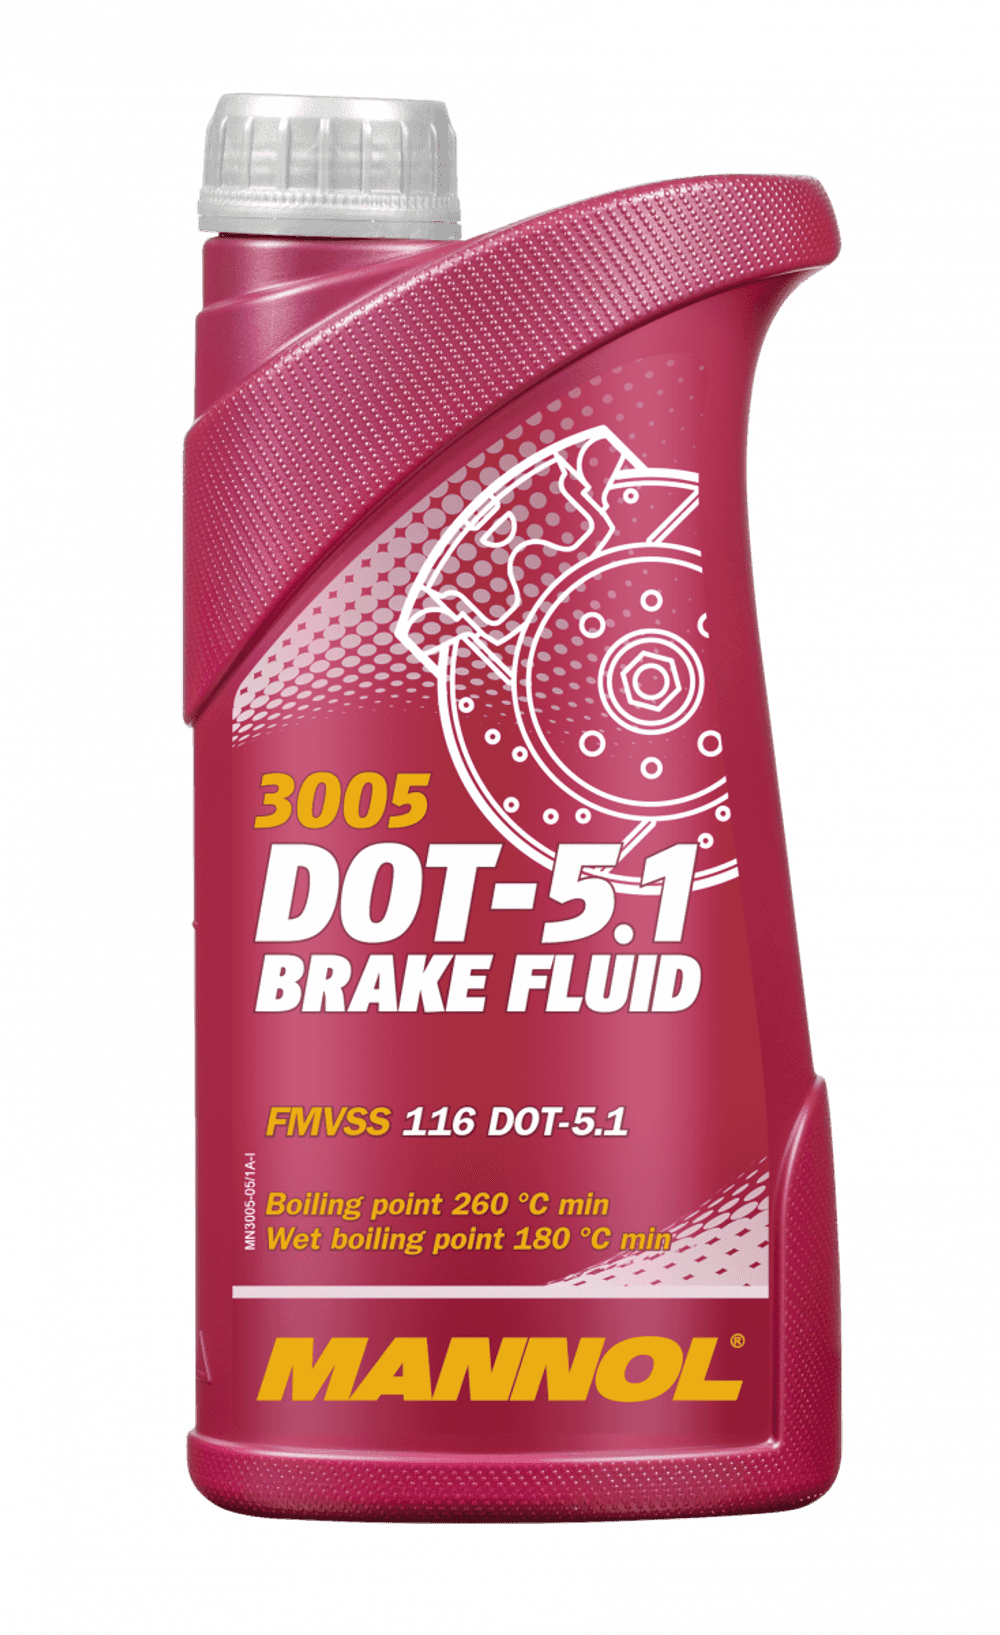 3005
DOT-5.1
BRAKE FLUID
FMVSS 116 DOT-5.1
MN3005-05/1A-I
Boiling point 260 °C min
Wet boiling point 180 °C min
MANNOL®